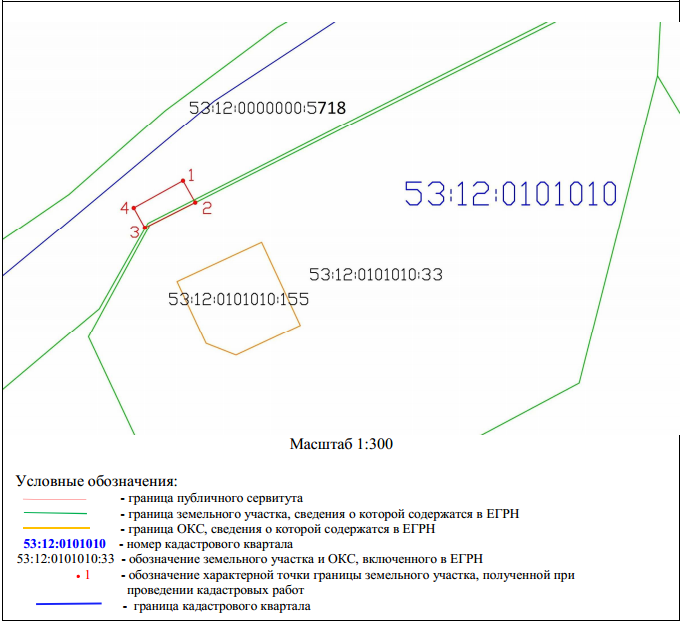 53:12:0000000:5718
1
53:12:0101010
4
2
3
53:12:0101010:33
53:12:0101010:155
Масштаб 1:300
Условные обозначения:
- граница публичного сервитута
- граница земельного участка, сведения о которой содержатся в ЕГРН
- граница ОКС, сведения о которой содержатся в ЕГРН
53:12:0101010 - номер кадастрового квартала
53:12:0101010:33 - обозначение земельного участка и ОКС, включенного в ЕГРН
1 - обозначение характерной точки границы земельного участка, полученной при
проведении кадастровых работ
- граница кадастрового квартала